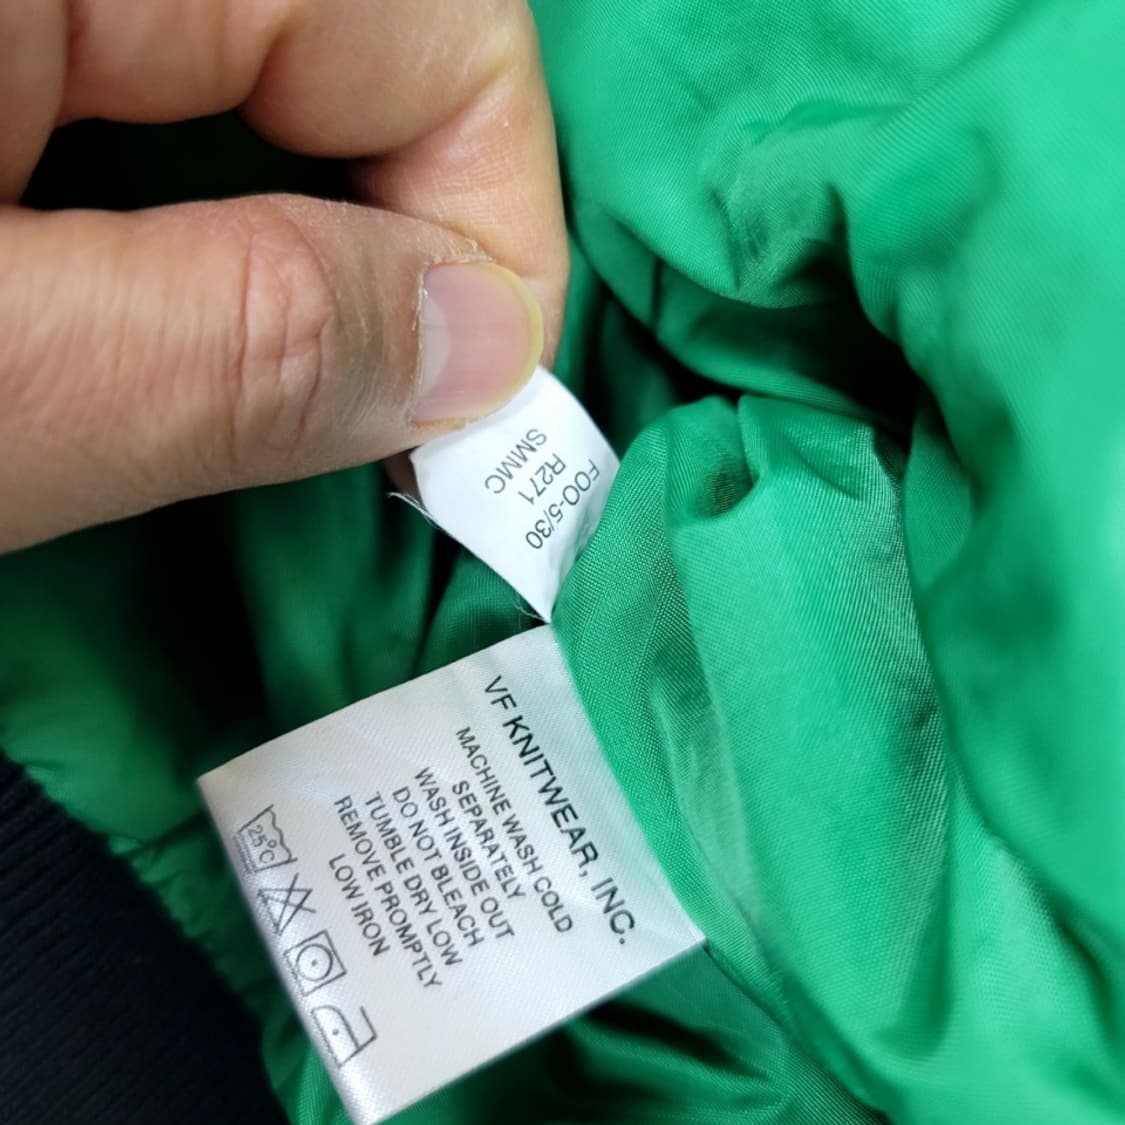 FOO-5/30
R271
SMMC
VF KNITWEAR, INC.
MACHINE WASH COLD
SEPARATELY
WASH INSIDE OUT
DO NOT BLEACH
TUMBLE DRY LOW
REMOVE PROMPTLY
LOW IRON
25°C